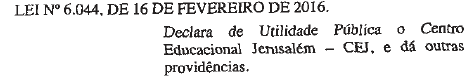 LEI Nº 6.044, DE 16 DE FEVEREIRO DE 2016.
Declara de Utilidade Pública o Centro
Educacional Jerusalém – CEJ, e dá outras
providências.